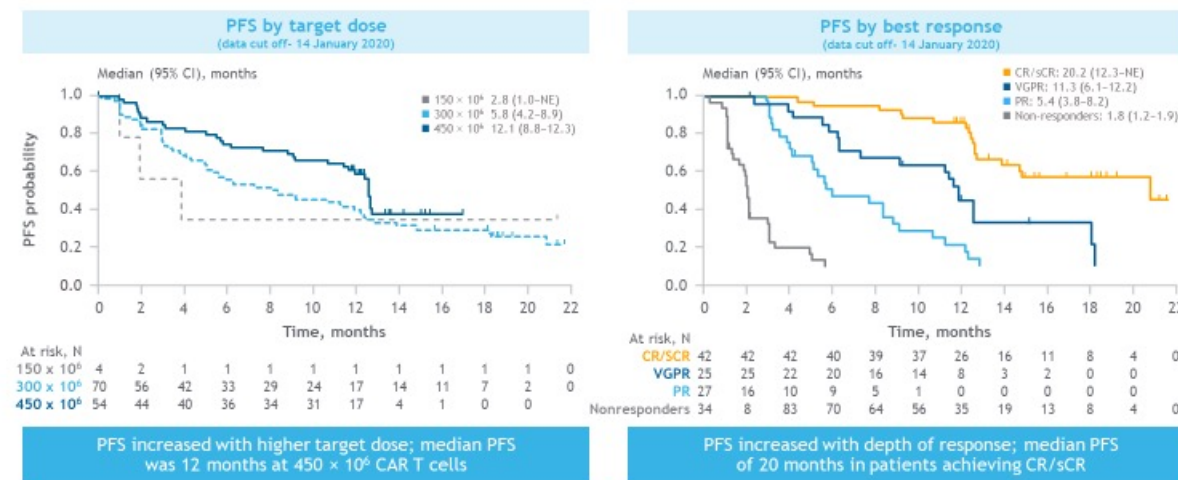 PFS by target dose
(data cut off- 14 January 2020)
Median (95% CI), months
150 × 10⁶ 2.8 (1.0–NE)
300 × 10⁶ 5.8 (4.2–8.9)
450 × 10⁶ 12.1 (8.8–12.3)
PFS probability
1.0
0.8
0.6
0.4
0.2
0.0
0 2 4 6 8 10 12 14 16 18 20 22
Time, months
At risk, N
150 x 10⁶ 4 2 1 1 1 1 1 1 1 1 1 0
300 x 10⁶ 70 56 42 33 29 24 17 14 11 7 2 0
450 x 10⁶ 54 44 40 36 34 31 17 4 1 0 0
PFS increased with higher target dose; median PFS
was 12 months at 450 × 10⁶ CAR T cells
PFS by best response
(data cut off- 14 January 2020)
Median (95% CI), months
CR/sCR: 20.2 (12.3–NE)
VGPR: 11.3 (6.1–12.2)
PR: 5.4 (3.8–8.2)
Non-responders: 1.8 (1.2–1.9)
1.0
0.8
0.6
0.4
0.2
0.0
0 2 4 6 8 10 12 14 16 18 20 22
Time, months
At risk, N
CR/SCR 42 42 42 40 39 37 26 16 11 8 4 0
VGPR 25 25 22 20 16 14 8 3 2 0 0 0
PR 27 16 10 9 5 1 0 0 0 0 0
Nonresponders 34 8 83 70 64 56 35 19 13 8 4 0
PFS increased with depth of response; median PFS
of 20 months in patients achieving CR/sCR